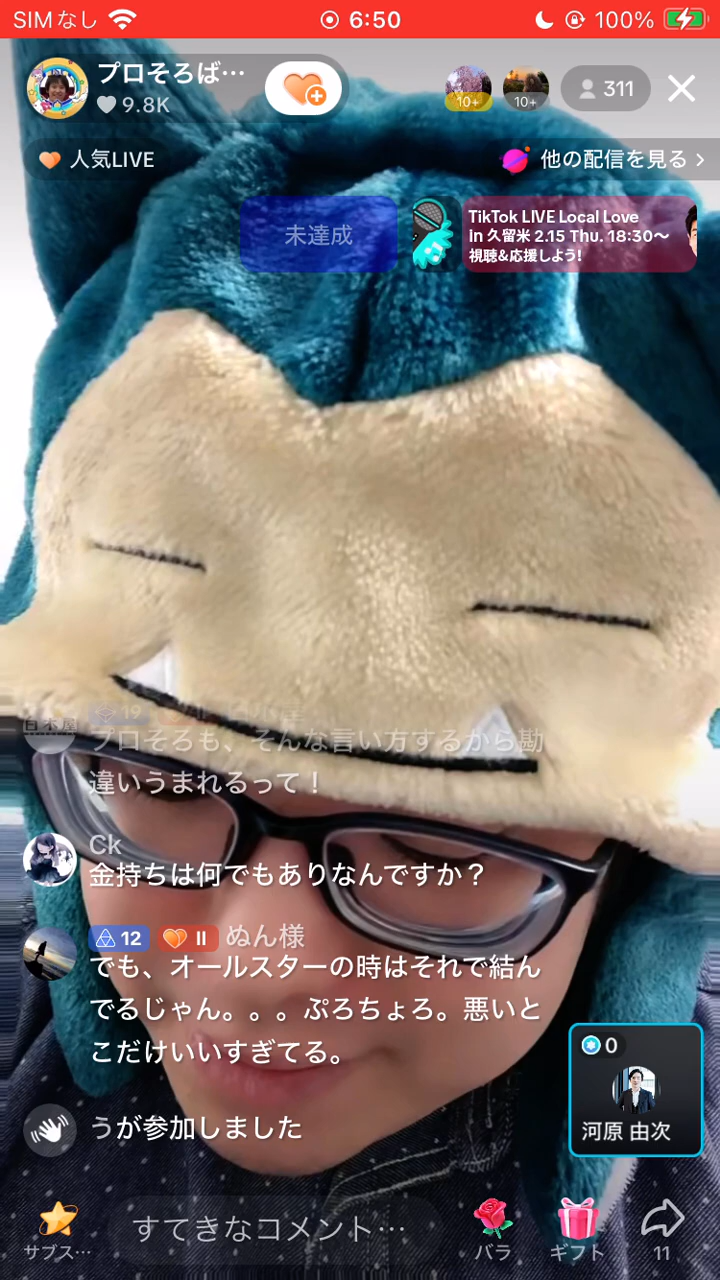 SIMなし 6:50 100%
プロそろば…
9.8K
10+ 10+ 311
人気LIVE 他の配信を見る
未達成
TikTok LIVE Local Love
in 久留米 2.15 Thu. 18:30〜
視聴&応援しよう!
19
プロそろも、そんな言い方するから勘
違いうまれるって！
Ck
金持ちは何でもありなんですか？
12 II ぬん様
でも、オールスターの時はそれで結ん
でるじゃん。。。ぷろちょろ。悪いと
こだけいいすぎてる。
0
河原 由次
うが参加しました
すてきなコメント…
サブス… バラ ギフト 11